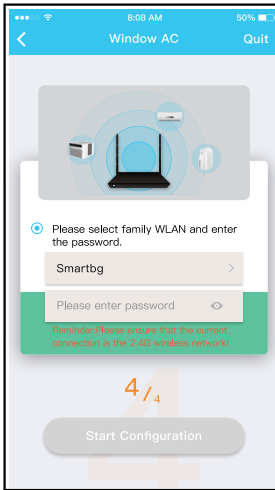 8:08 AM
50%
Window AC
Quit
Please select family WLAN and enter
the password.
Smartbg
Please enter password
Reminder:Please ensure that the current
connection is the 2.4G wireless network!
4/4
4
Start Configuration